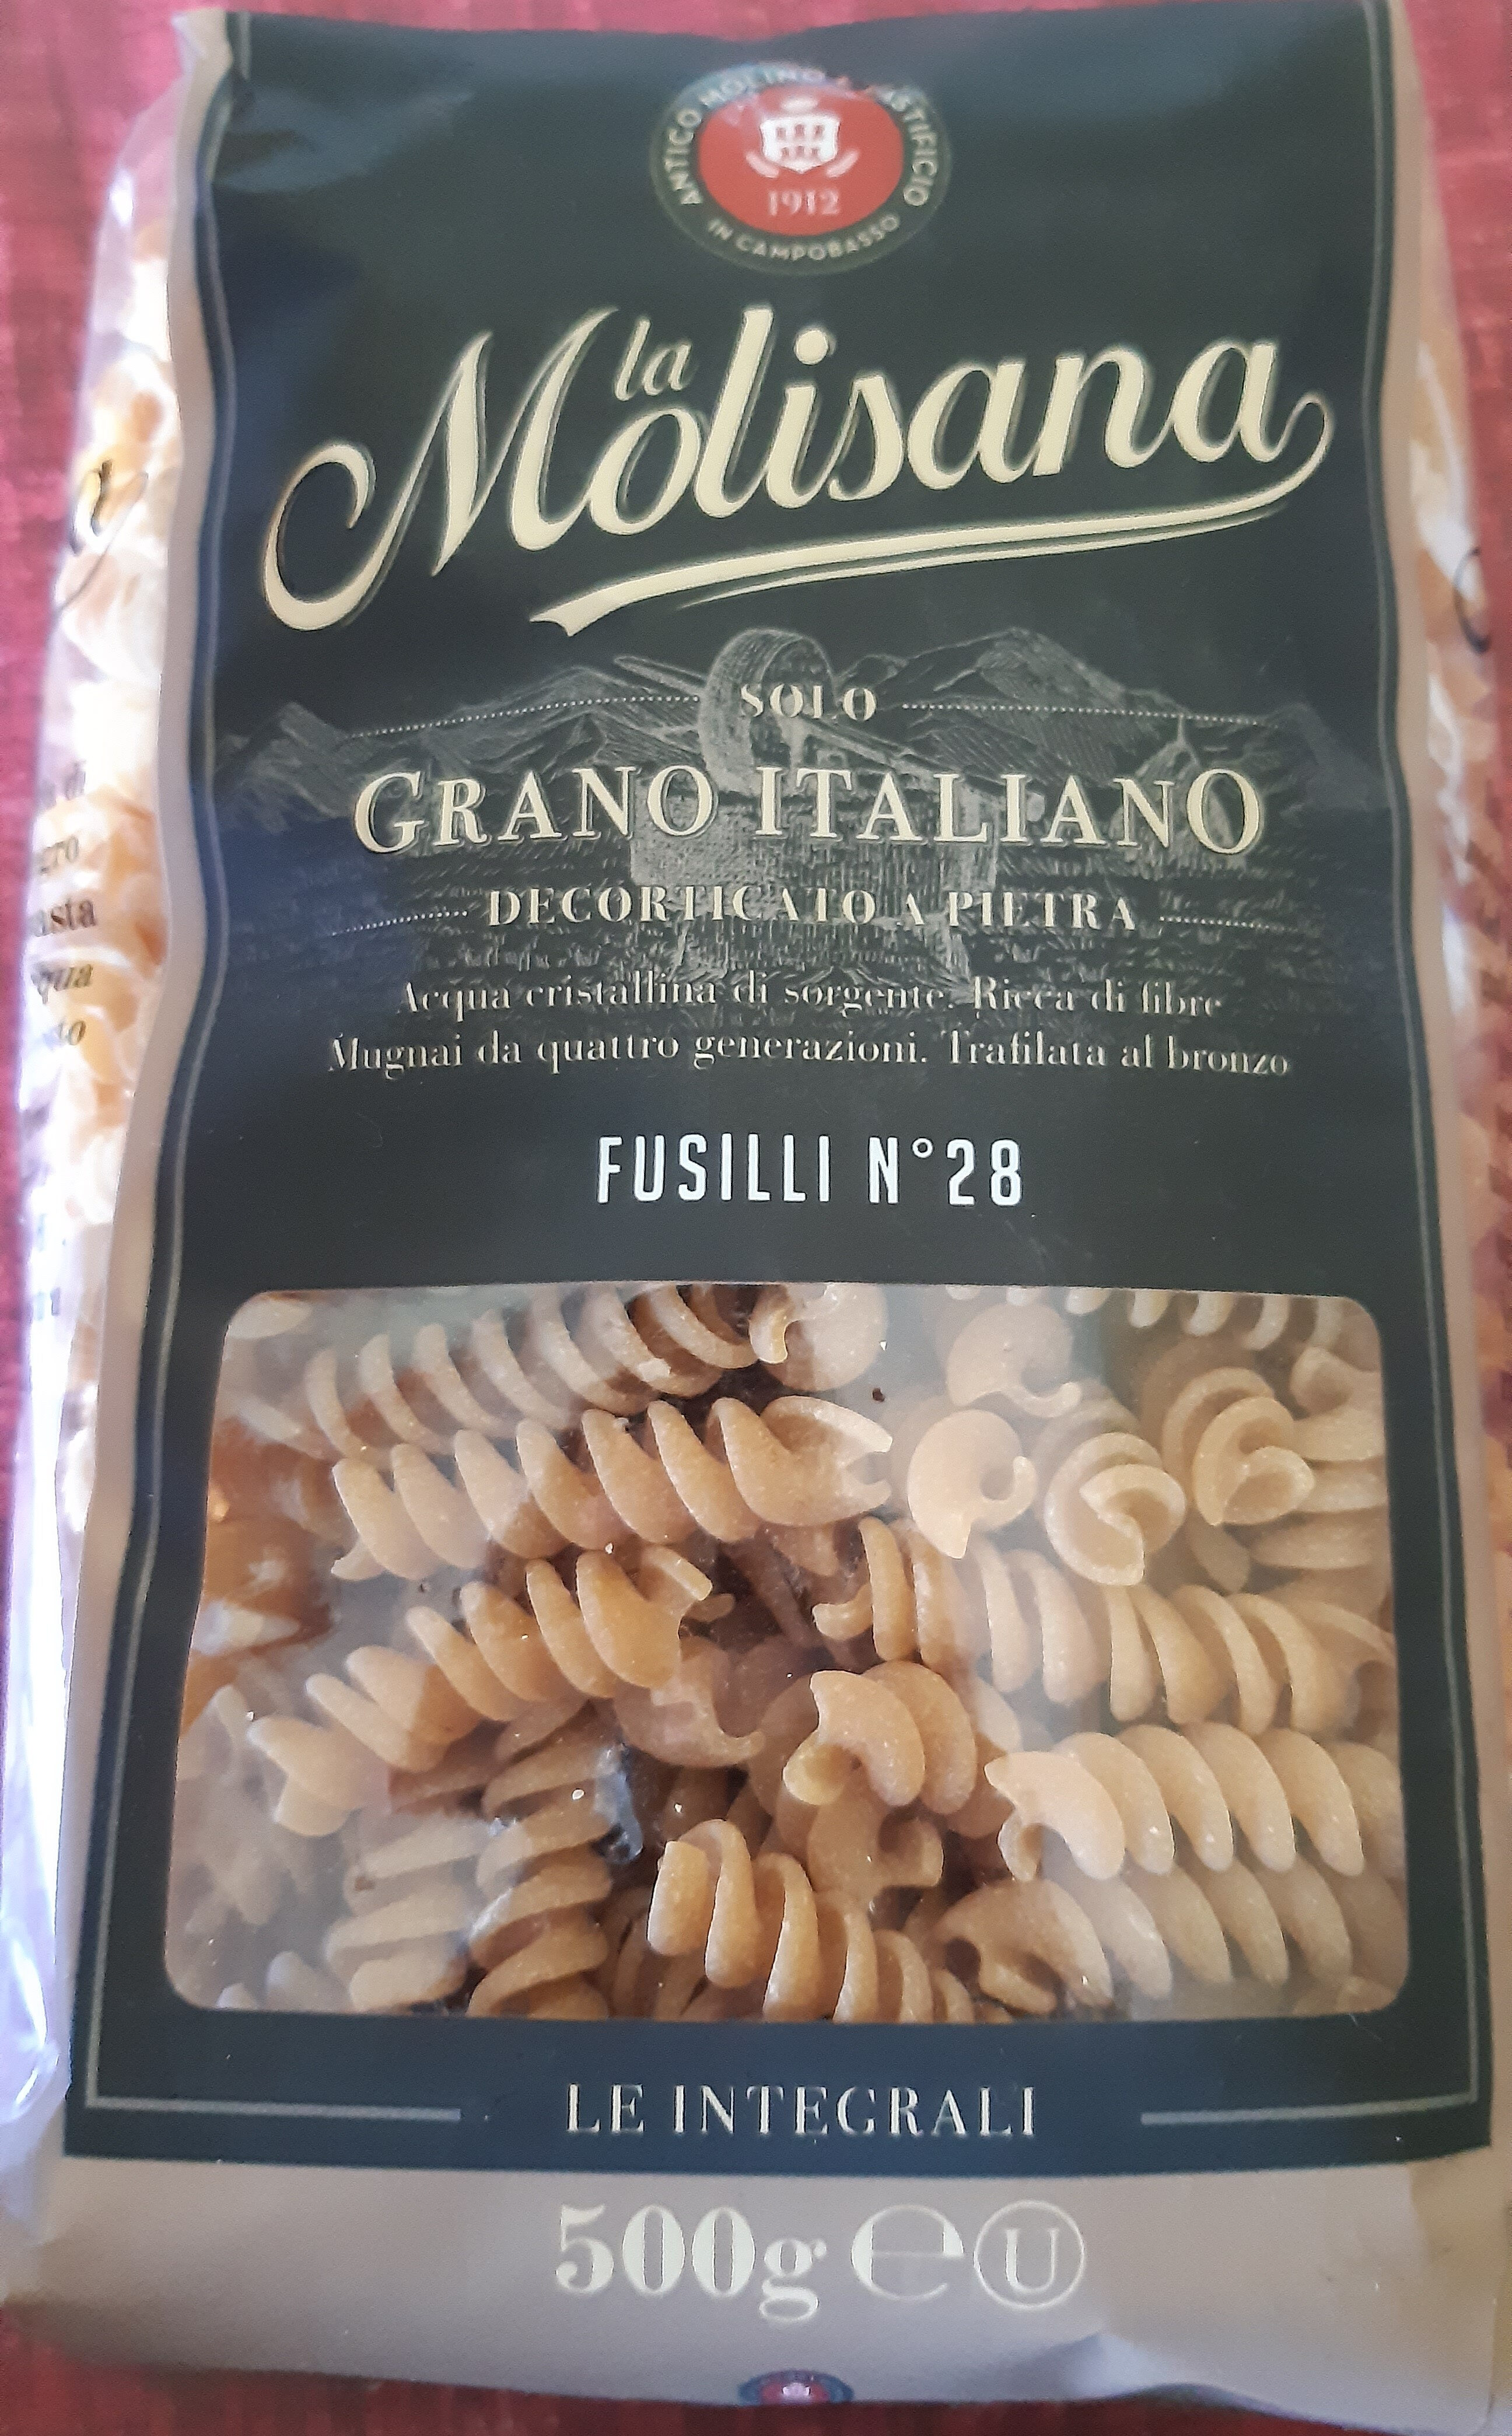 ANTICO MOLINO E PASTIFICIO
1912
IN CAMPOBASSO
la
Molisana
SOLO
GRANO ITALIANO
DECORTICATO A PIETRA
Acqua cristallina di sorgente. Ricca di fibre
Mugnai da quattro generazioni. Trafilata al bronzo
FUSILLI N°28
LE INTEGRALI
500g ℮ U